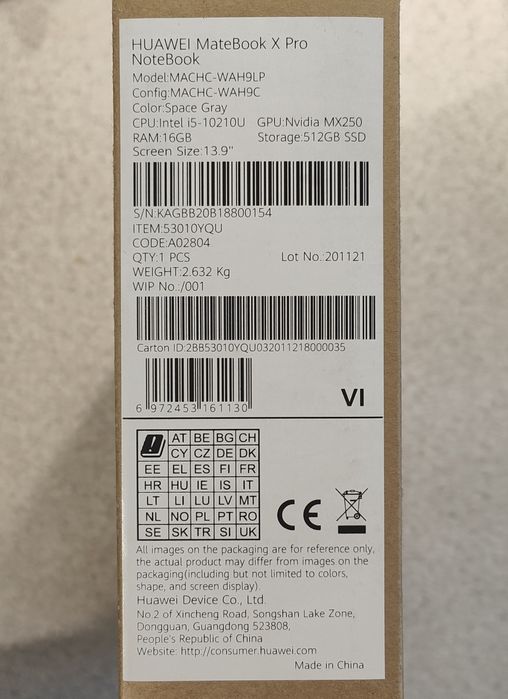 HUAWEI MateBook X Pro
NoteBook
Model:MACHC-WAH9LP
Config:MACHC-WAH9C
Color:Space Gray
CPU:Intel i5-10210U GPU:Nvidia MX250
RAM:16GB Storage:512GB SSD
Screen Size:13.9"
S/N:KAGBB20B18800154
ITEM:53010YQU
CODE:A02804
QTY:1 PCS Lot No.:201121
WEIGHT:2.632 Kg
WIP No.:/001
Carton ID:2BB53010YQU032011218000035
6 972453 161130
VI
AT BE BG CH
CY CZ DE DK
EE EL ES FI FR
HR HU IE IS IT
LT LI LU LV MT
NL NO PL PT RO
SE SK TR SI UK
CE
All images on the packaging are for reference only,
the actual product may differ from images on the
packaging(including but not limited to colors,
shape, and screen display).
Huawei Device Co., Ltd.
No.2 of Xincheng Road, Songshan Lake Zone,
Dongguan, Guangdong 523808,
People's Republic of China
Website: http://consumer.huawei.com
Made in China